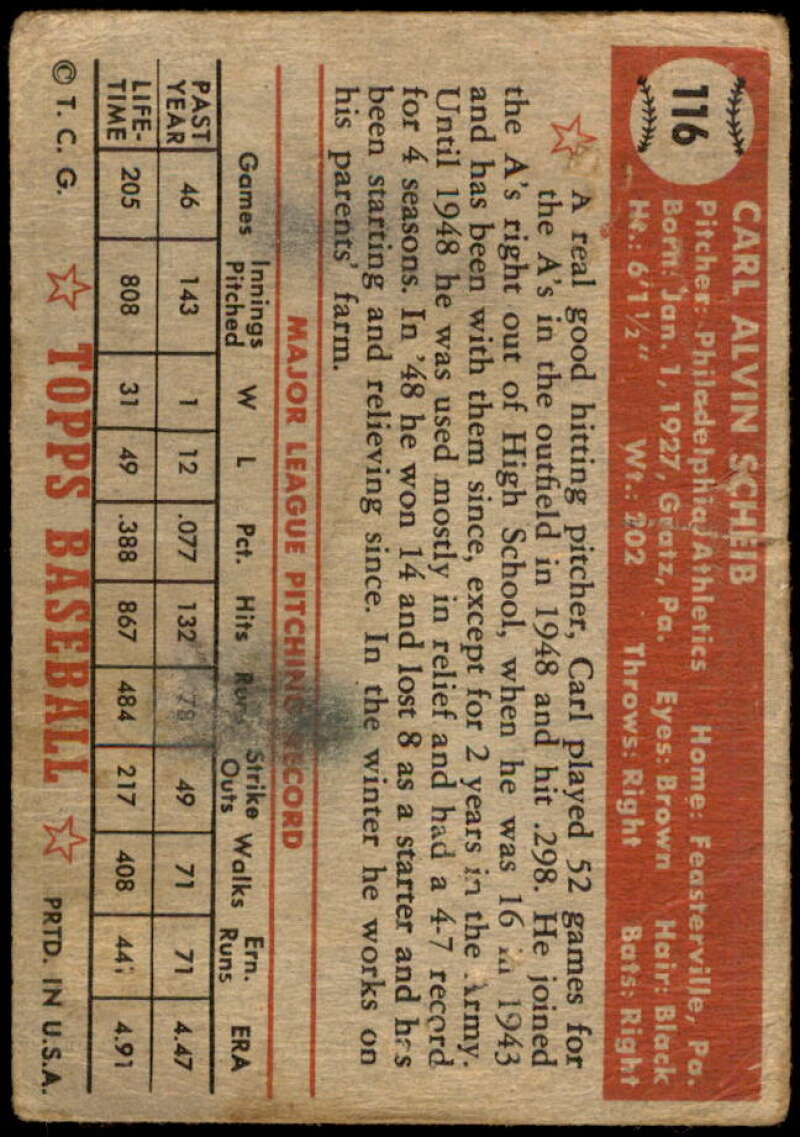 116
CARL ALVIN SCHEIB
Pitcher: Philadelphia Athletics Home: Feasterville, Pa.
Born: Jan. 1, 1927, Gratz, Pa. Eyes: Brown Hair: Black
Ht.: 6'1½" Wt.: 202 Throws: Right Bats: Right
A real good hitting pitcher, Carl played 52 games for
the A's in the outfield in 1948 and hit .298. He joined
the A's right out of High School, when he was 16 in 1943
and has been with them since, except for 2 years in the Army.
Until 1948 he was used mostly in relief and had a 4-7 record
for 4 seasons. In '48 he won 14 and lost 8 as a starter and has
been starting and relieving since. In the winter he works on
his parents' farm.
MAJOR LEAGUE PITCHING RECORD
Games Innings Pitched W L Pct. Hits Runs Strike Outs Walks Ern. Runs ERA
PAST YEAR 46 143 1 12 .077 132 78 49 71 71 4.47
LIFE-TIME 205 808 31 49 .388 867 484 217 408 4.91
© T. C. G. TOPPS BASEBALL PRTD. IN U.S.A.